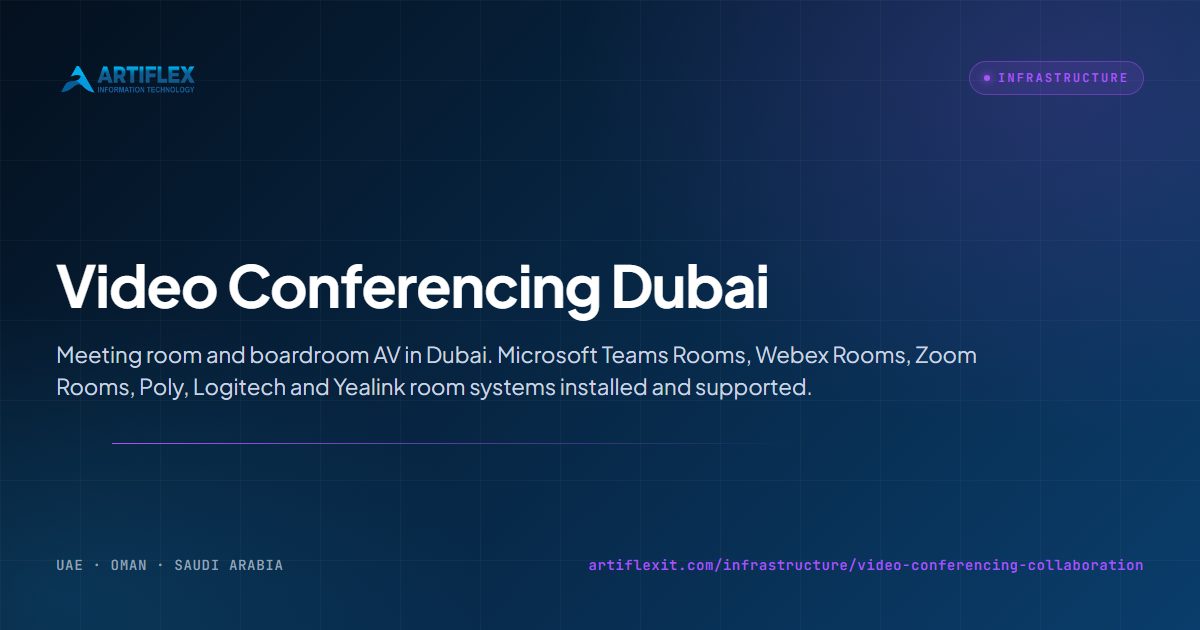 ARTIFLEX
INFORMATION TECHNOLOGY
INFRASTRUCTURE
Video Conferencing Dubai
Meeting room and boardroom AV in Dubai. Microsoft Teams Rooms, Webex Rooms, Zoom
Rooms, Poly, Logitech and Yealink room systems installed and supported.
UAE · OMAN · SAUDI ARABIA
artiflexit.com/infrastructure/video-conferencing-collaboration